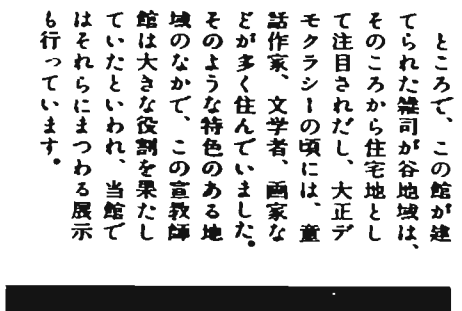 ところで、この館が建
てられた雑司が谷地域は、
そのころから住宅地とし
て注目されだし、大正デ
モクラシーの頃には、童
話作家、文学者、画家な
どが多く住んでいました。
そのような特色のある地
域のなかで、この宣教師
館は大きな役割を果たし
ていたといわれ、当館で
はそれらにまつわる展示
も行っています。